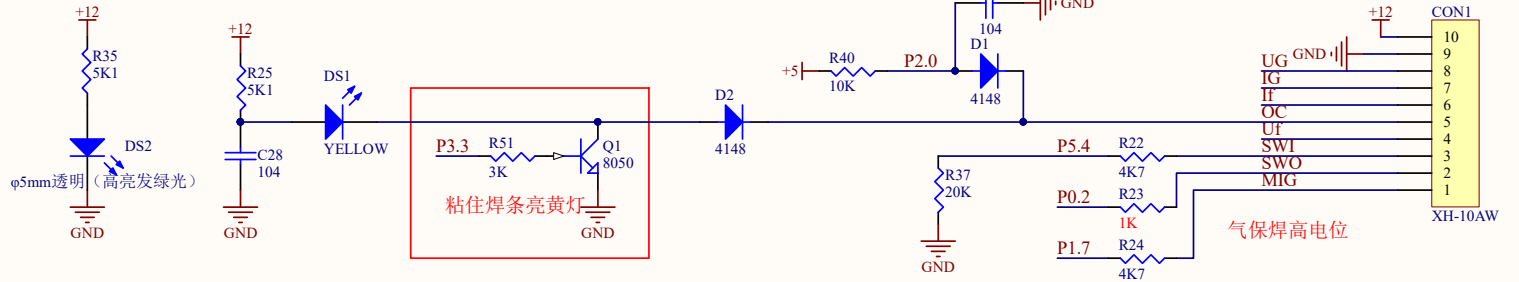 +12
R35
5K1
DS2
φ5mm透明（高亮发绿光）
GND
+12
R25
5K1
C28
104
GND
DS1
YELLOW
P3.3
R51
3K
Q1
8050
粘住焊条亮黄灯
GND
D2
4148
GND
104
D1
4148
+5
R40
10K
P2.0
R37
20K
GND
P5.4
R22
4K7
P0.2
R23
1K
P1.7
R24
4K7
气保焊高电位
+12
GND
UG
IG
If
OC
Uf
SWI
SWO
MIG
CON1
10
9
8
7
6
5
4
3
2
1
XH-10AW